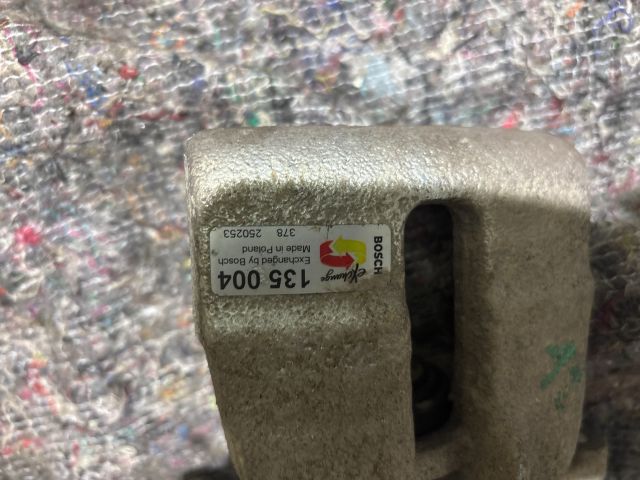 BOSCH
eXchange
135 004
Exchanged by Bosch
Made in Poland
378 250253